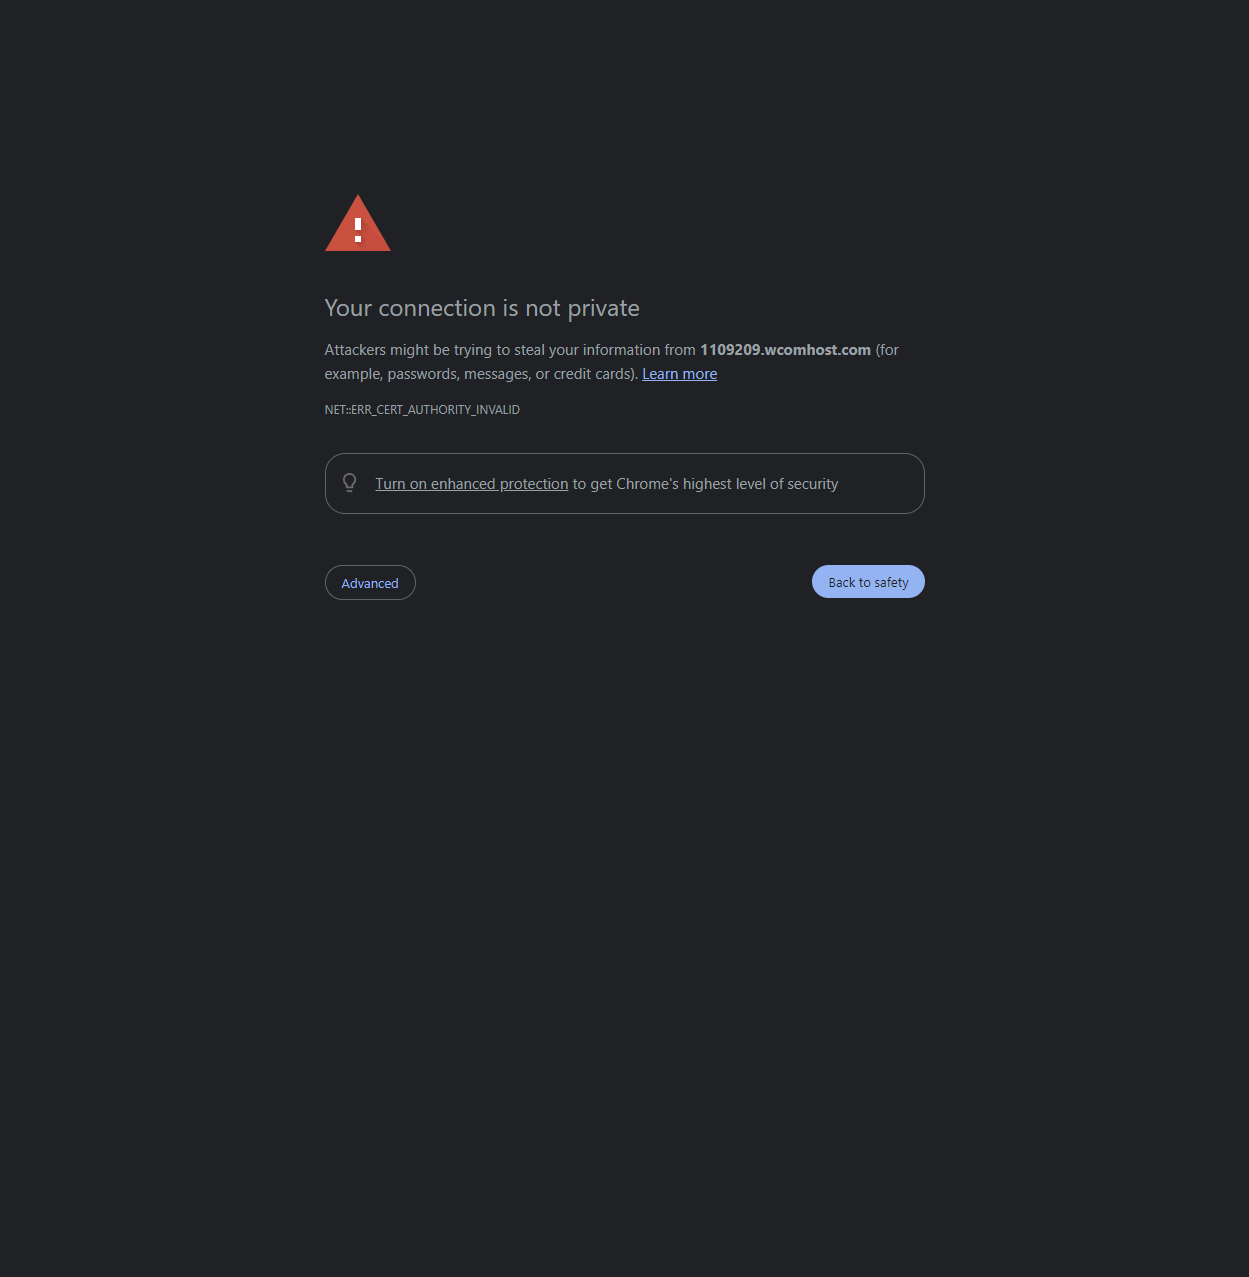 Your connection is not private
Attackers might be trying to steal your information from 1109209.wcomhost.com (for
example, passwords, messages, or credit cards). Learn more
NET::ERR_CERT_AUTHORITY_INVALID
Turn on enhanced protection to get Chrome's highest level of security
Advanced
Back to safety